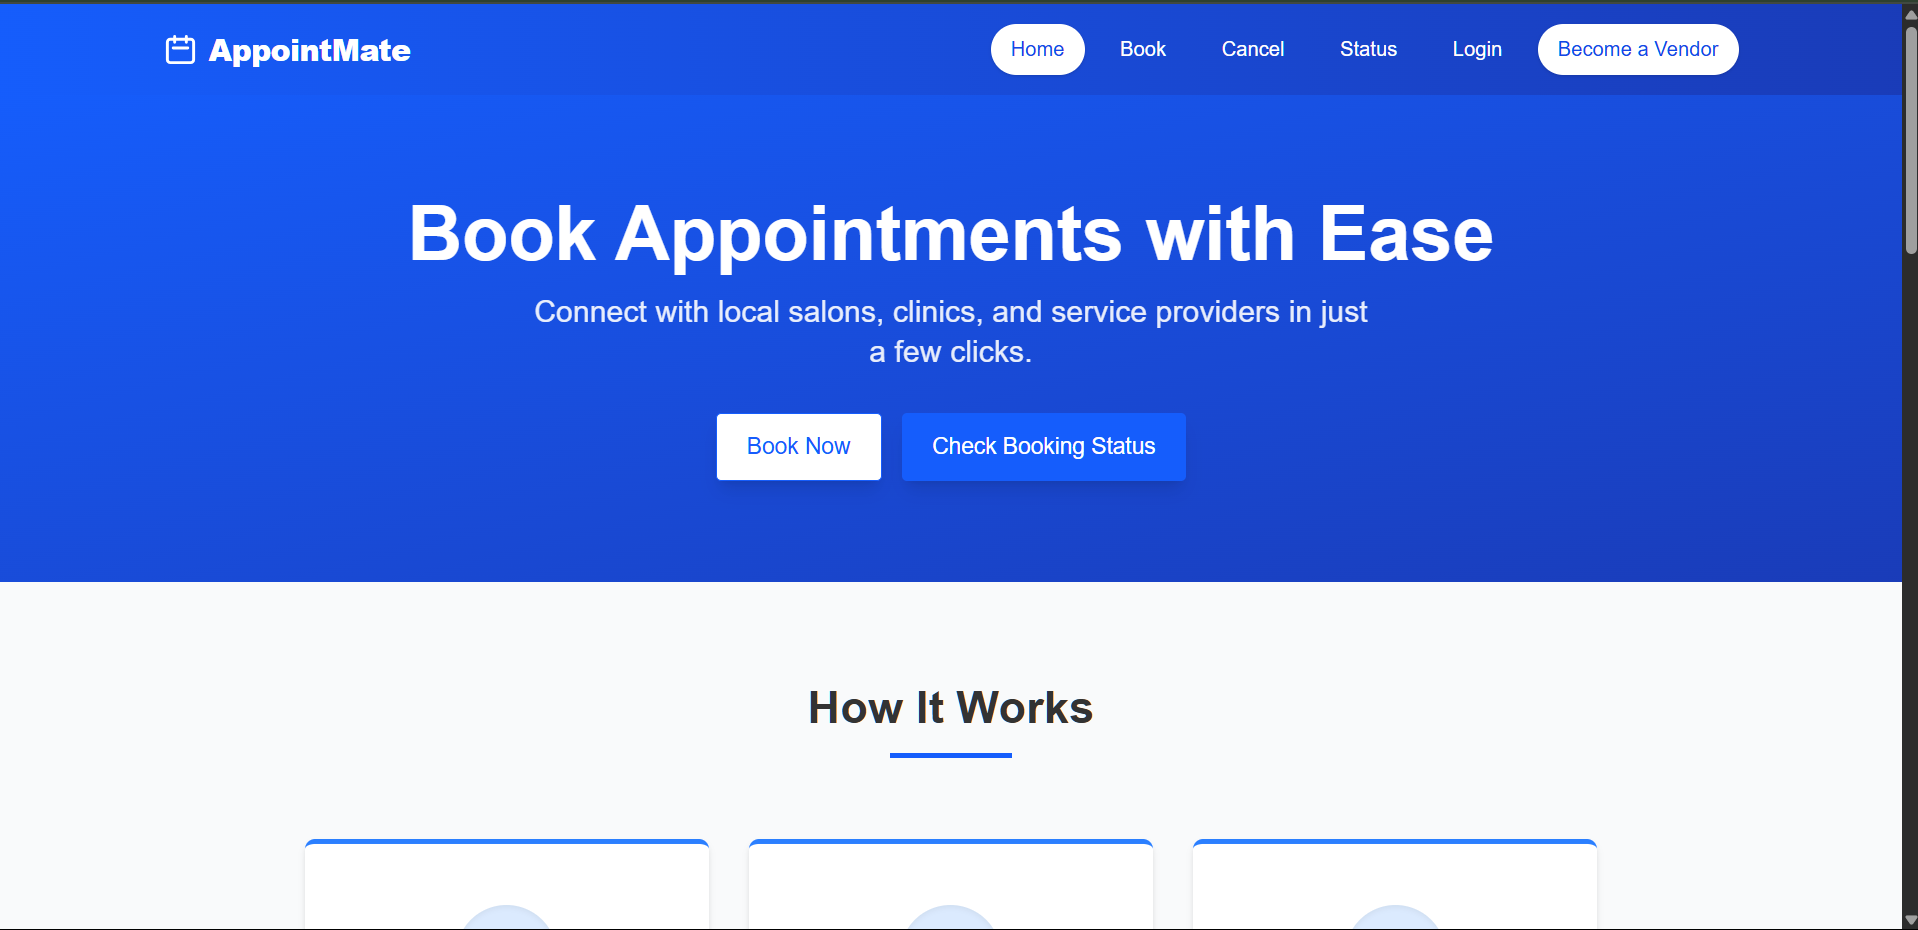 AppointMate
Home
Book
Cancel
Status
Login
Become a Vendor
Book Appointments with Ease
Connect with local salons, clinics, and service providers in just
a few clicks.
Book Now
Check Booking Status
How It Works